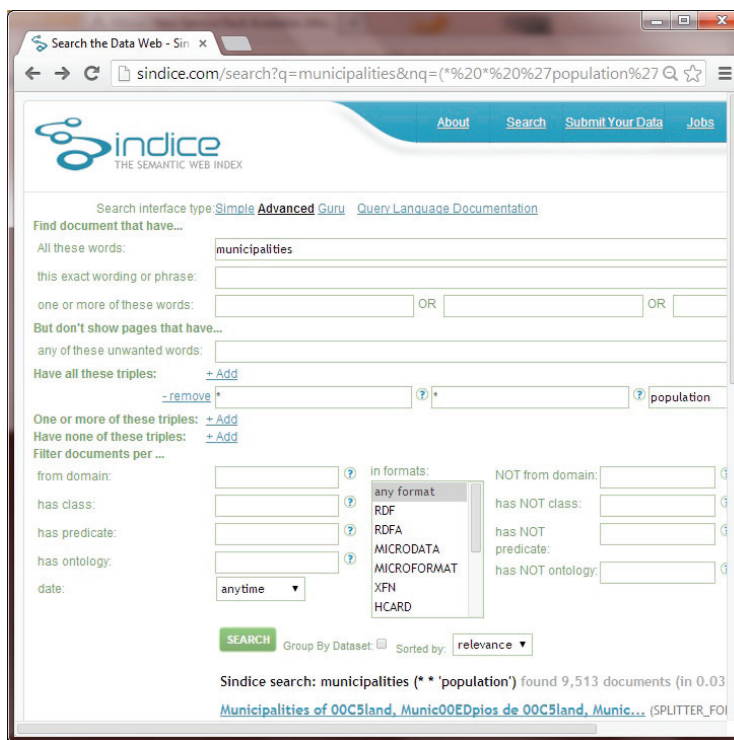 Search the Data Web - Sin
sindice.com/search?q=municipalities&nq=(*%20*%20%27population%27
About Search Submit Your Data Jobs
sindice
THE SEMANTIC WEB INDEX
Search interface type: Simple Advanced Guru Query Language Documentation
Find document that have...
All these words: municipalities
this exact wording or phrase:
one or more of these words: OR OR
But don't show pages that have...
any of these unwanted words:
Have all these triples: + Add
- remove * ? * ? population
One or more of these triples: + Add
Have none of these triples: + Add
Filter documents per ...
from domain: ? in formats: NOT from domain:
any format
has class: ? RDF has NOT class:
RDFA
has predicate: ? MICRODATA has NOT predicate:
has ontology: ? MICROFORMAT has NOT ontology:
date: anytime XFN
HCARD
SEARCH Group By Dataset: Sorted by: relevance
Sindice search: municipalities (* * 'population') found 9,513 documents (in 0.03
Municipalities of 00C5land, Munic00EDpios de 00C5land, Munic... (SPLITTER_FO